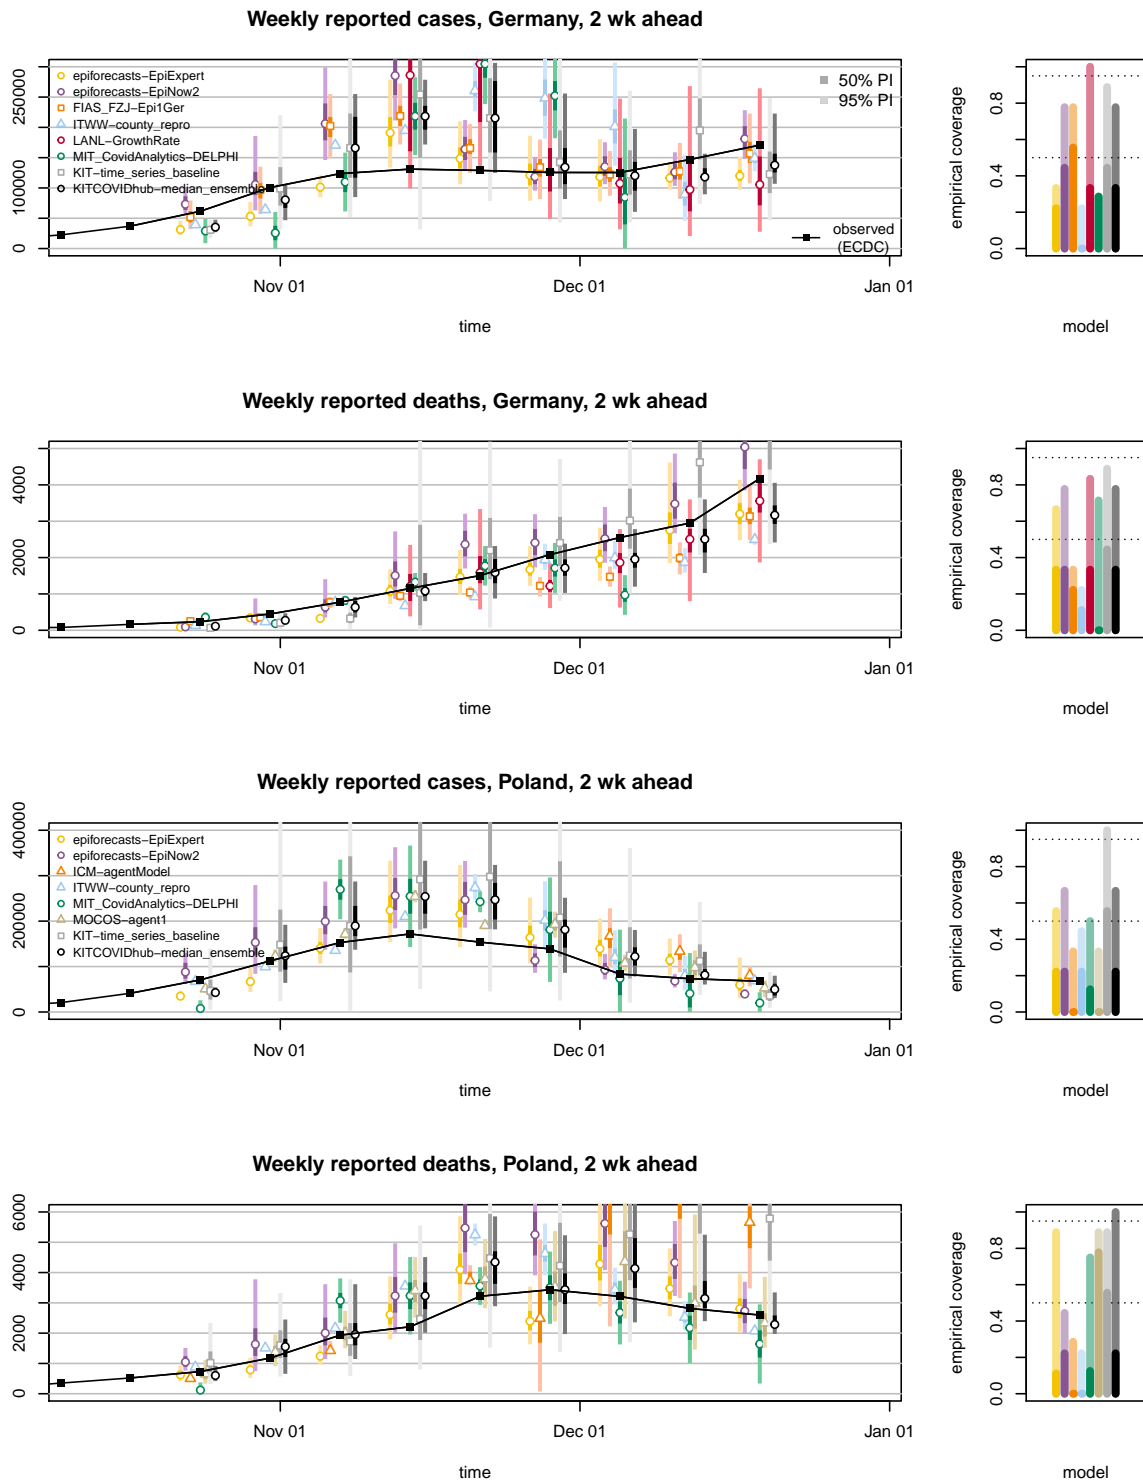 Weekly reported cases, Germany, 2 wk ahead
epiforecasts−EpiExpert
epiforecasts−EpiNow2
FIAS_FZJ−Epi1Ger
ITWW−county_repro
LANL−GrowthRate
MIT_CovidAnalytics−DELPHI
KIT−time_series_baseline
KITCOVIDhub−median_ensemble
50% PI
95% PI
observed
(ECDC)
0
100000
250000
Nov 01
Dec 01
Jan 01
time
empirical coverage
0.0
0.4
0.8
model
Weekly reported deaths, Germany, 2 wk ahead
0
2000
4000
Nov 01
Dec 01
Jan 01
time
empirical coverage
0.0
0.4
0.8
model
Weekly reported cases, Poland, 2 wk ahead
epiforecasts−EpiExpert
epiforecasts−EpiNow2
ICM−agentModel
ITWW−county_repro
MIT_CovidAnalytics−DELPHI
MOCOS−agent1
KIT−time_series_baseline
KITCOVIDhub−median_ensemble
0
200000
400000
Nov 01
Dec 01
Jan 01
time
empirical coverage
0.0
0.4
0.8
model
Weekly reported deaths, Poland, 2 wk ahead
0
2000
4000
6000
Nov 01
Dec 01
Jan 01
time
empirical coverage
0.0
0.4
0.8
model